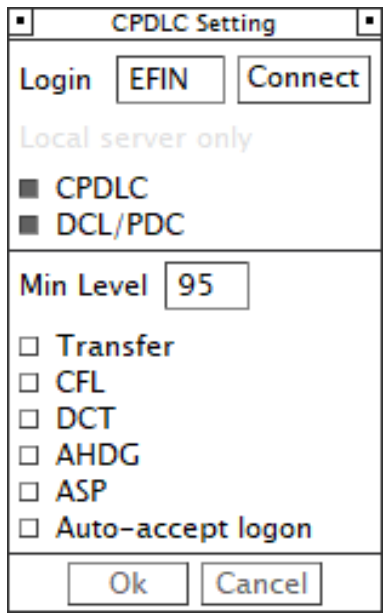 CPDLC Setting
Login EFIN Connect
Local server only
CPDLC
DCL/PDC
Min Level 95
Transfer
CFL
DCT
AHDG
ASP
Auto-accept logon
Ok Cancel